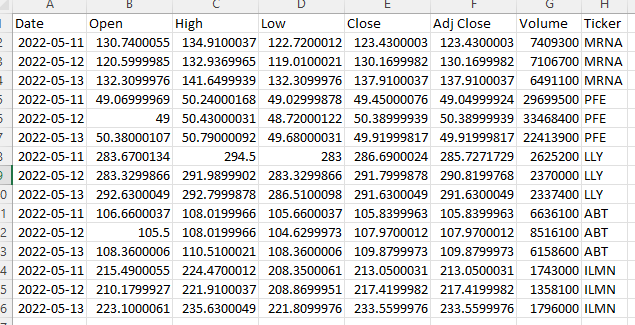 A B C D E F G H
1 Date Open High Low Close Adj Close Volume Ticker
2 2022-05-11 130.7400055 134.9100037 122.7200012 123.4300003 123.4300003 7409300 MRNA
3 2022-05-12 120.5999985 132.9369965 119.0100021 130.1699982 130.1699982 7106700 MRNA
4 2022-05-13 132.3099976 141.6499939 132.3099976 137.9100037 137.9100037 6491100 MRNA
5 2022-05-11 49.06999969 50.24000168 49.02999878 49.45000076 49.04999924 29699500 PFE
6 2022-05-12 49 50.43000031 48.72000122 50.38999939 50.38999939 33468400 PFE
7 2022-05-13 50.38000107 50.79000092 49.68000031 49.91999817 49.91999817 22413900 PFE
8 2022-05-11 283.6700134 294.5 283 286.6900024 285.7271729 2625200 LLY
9 2022-05-12 283.3299866 291.9899902 283.3299866 291.7999878 290.8199768 2370000 LLY
0 2022-05-13 292.6300049 292.7999878 286.5100098 291.6300049 291.6300049 2337400 LLY
1 2022-05-11 106.6600037 108.0199966 105.6600037 105.8399963 105.8399963 6636100 ABT
2 2022-05-12 105.5 108.0199966 104.6299973 107.9700012 107.9700012 8516100 ABT
3 2022-05-13 108.3600006 110.5100021 108.3600006 109.8799973 109.8799973 6158600 ABT
4 2022-05-11 215.4900055 224.4700012 208.3500061 213.0500031 213.0500031 1743000 ILMN
5 2022-05-12 210.1799927 221.9100037 208.8699951 217.4199982 217.4199982 1358100 ILMN
6 2022-05-13 223.1000061 235.6300049 221.8099976 233.5599976 233.5599976 1796000 ILMN